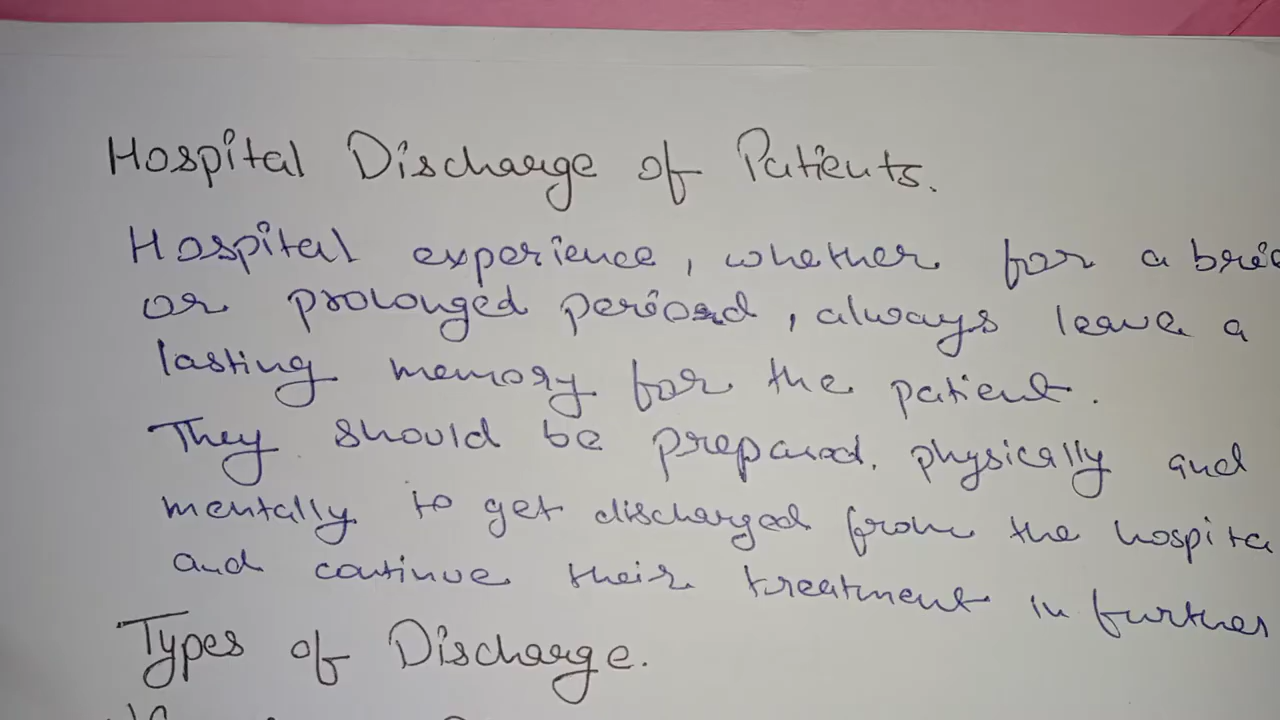 Hospital Discharge of Patients.
Hospital experience, whether for a brie
or prolonged period, always leave a
lasting memory for the patient.
They should be prepared. physically and
mentally to get discharged from the hospita
and continue their treatment in further
Types of Discharge.